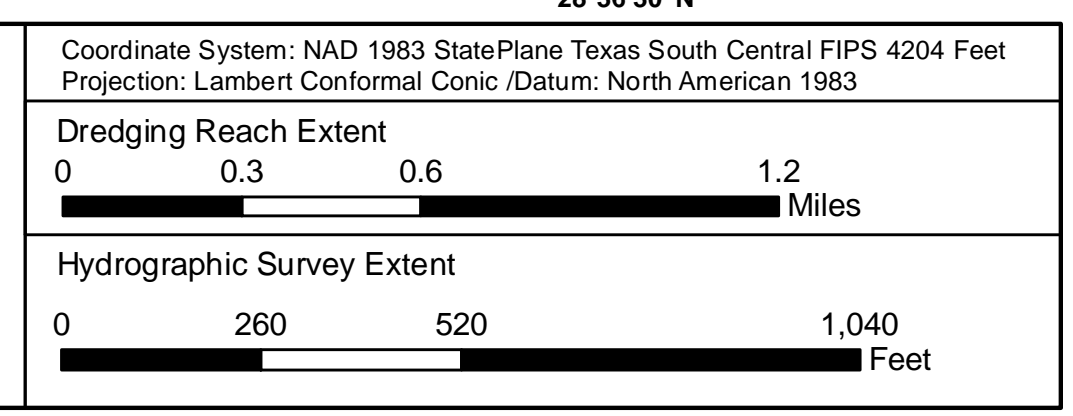 Coordinate System: NAD 1983 StatePlane Texas South Central FIPS 4204 Feet
Projection: Lambert Conformal Conic /Datum: North American 1983
Dredging Reach Extent
0 0.3 0.6 1.2
Miles
Hydrographic Survey Extent
0 260 520 1,040
Feet